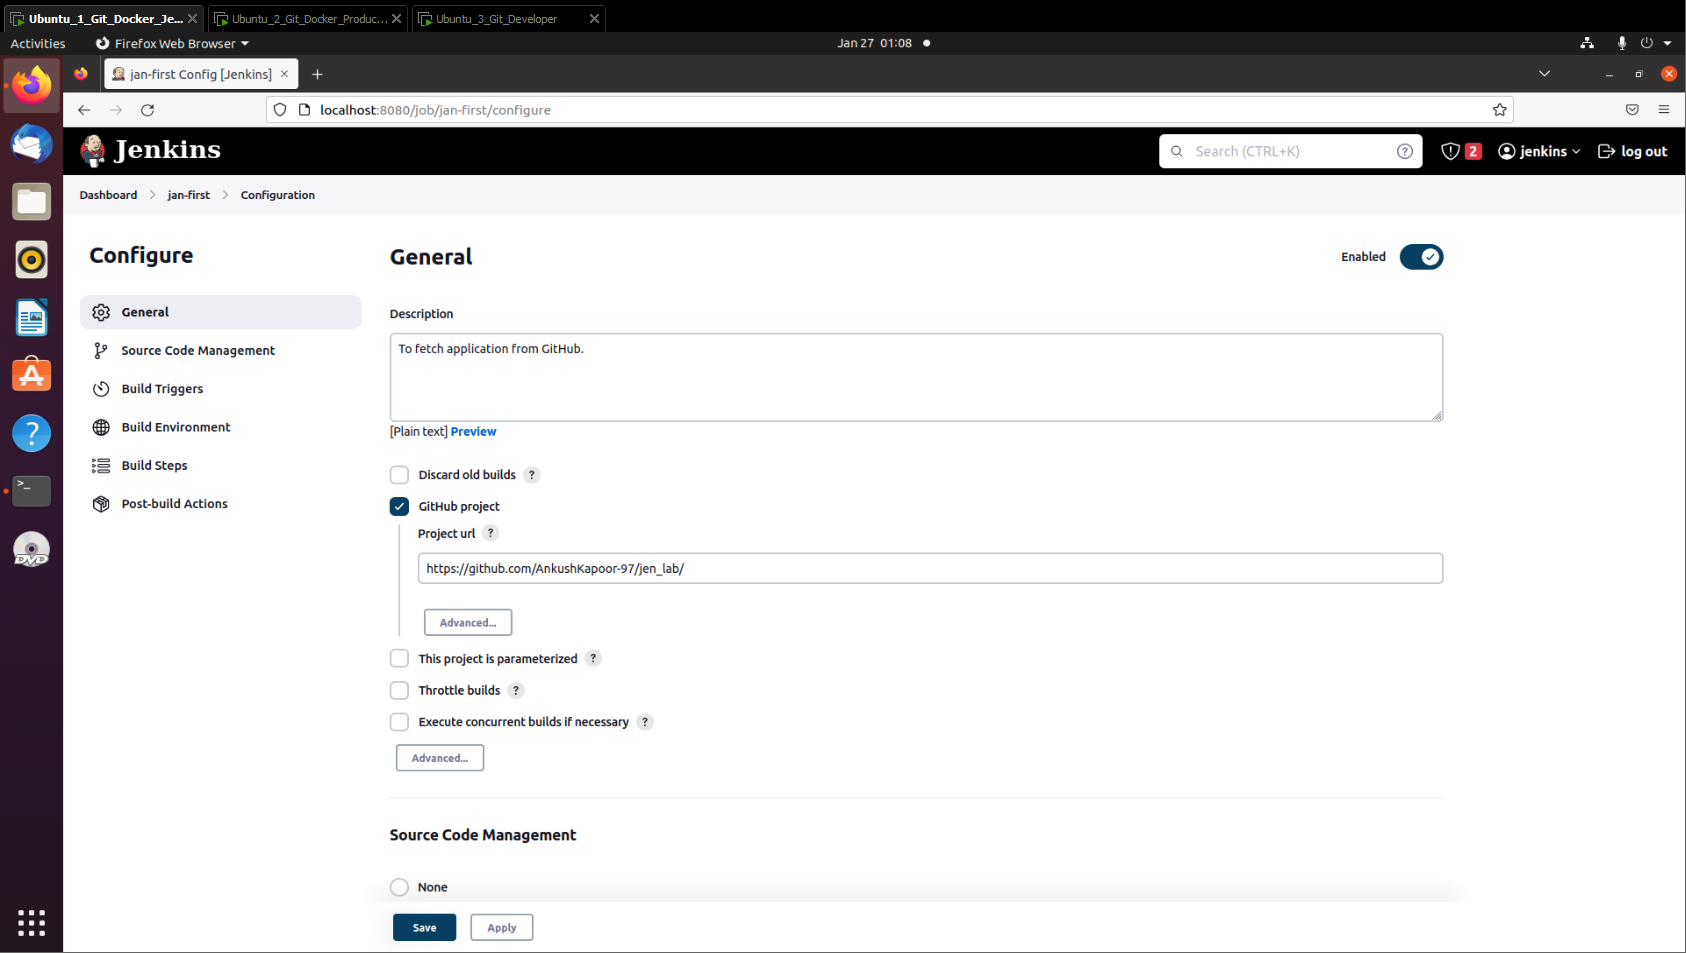 Ubuntu_1_Git_Docker_Je...
Ubuntu_2_Git_Docker_Produc...
Ubuntu_3_Git_Developer
Activities
Firefox Web Browser
Jan 27 01:08
jan-first Config [Jenkins]
localhost:8080/job/jan-first/configure
Jenkins
Search (CTRL+K)
?
2
jenkins
log out
Dashboard
jan-first
Configuration
Configure
General
Source Code Management
Build Triggers
Build Environment
Build Steps
Post-build Actions
General
Enabled
Description
To fetch application from GitHub.
[Plain text] Preview
Discard old builds ?
GitHub project
Project url ?
https://github.com/AnkushKapoor-97/jen_lab/
Advanced...
This project is parameterized ?
Throttle builds ?
Execute concurrent builds if necessary ?
Advanced...
Source Code Management
None
Save
Apply
?
>_
DVD